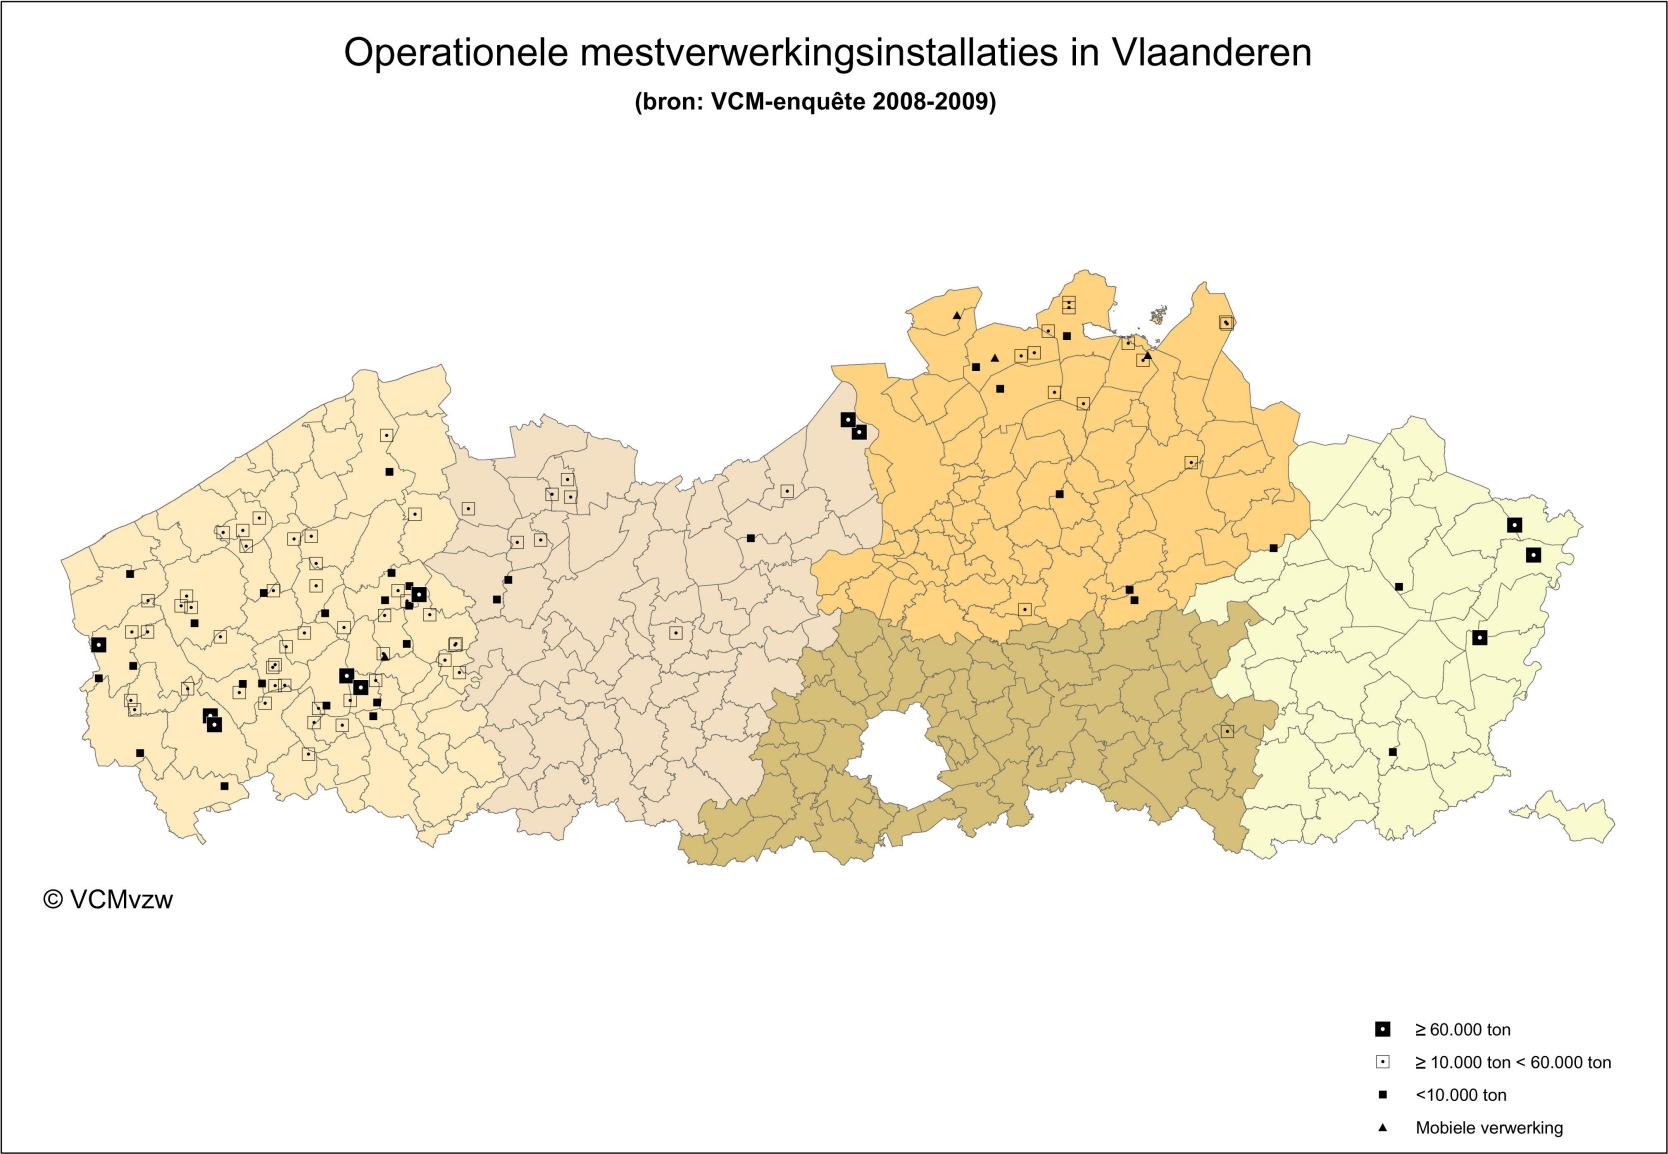 Operationele mestverwerkingsinstallaties in Vlaanderen
(bron: VCM-enquête 2008-2009)
© VCMvzw
≥ 60.000 ton
≥ 10.000 ton < 60.000 ton
<10.000 ton
Mobiele verwerking